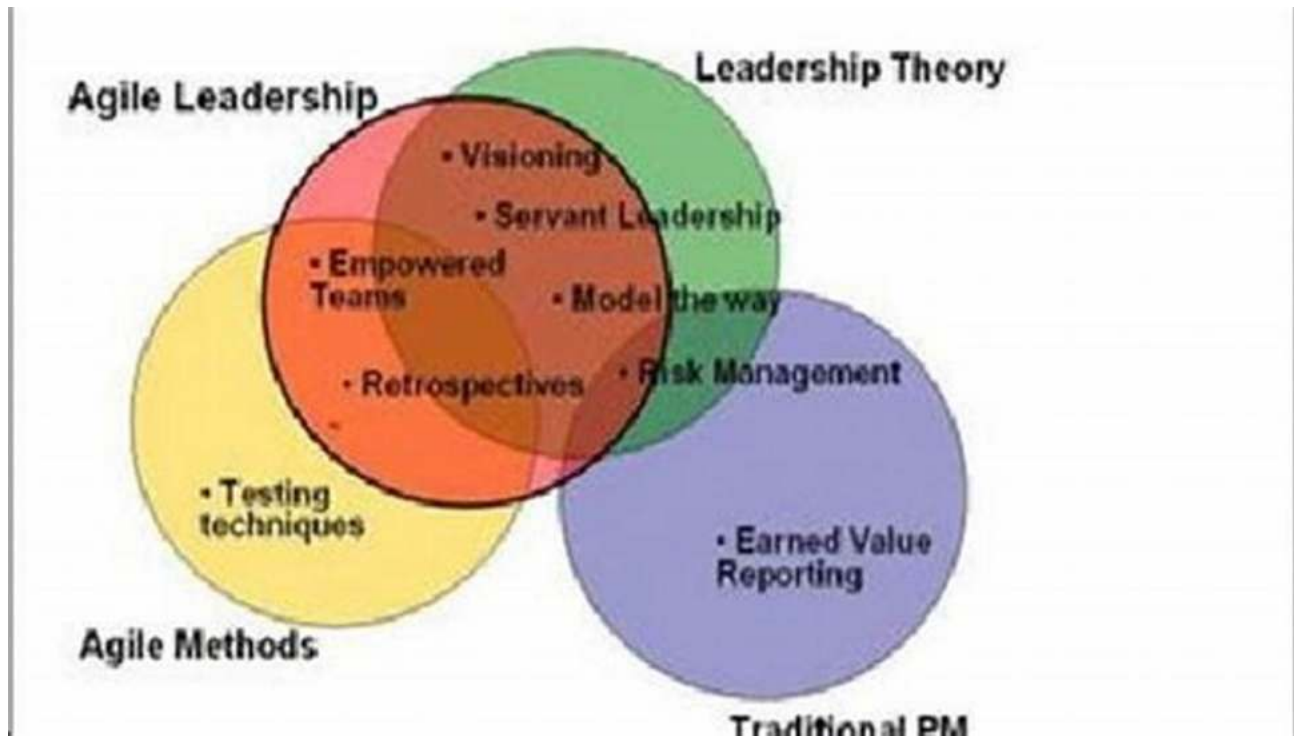 Leadership Theory
Agile Leadership
• Visioning
• Servant Leadership
• Empowered
Teams
• Model the way
• Risk Management
• Retrospectives
• Testing
techniques
• Earned Value
Reporting
Agile Methods
Traditional PM